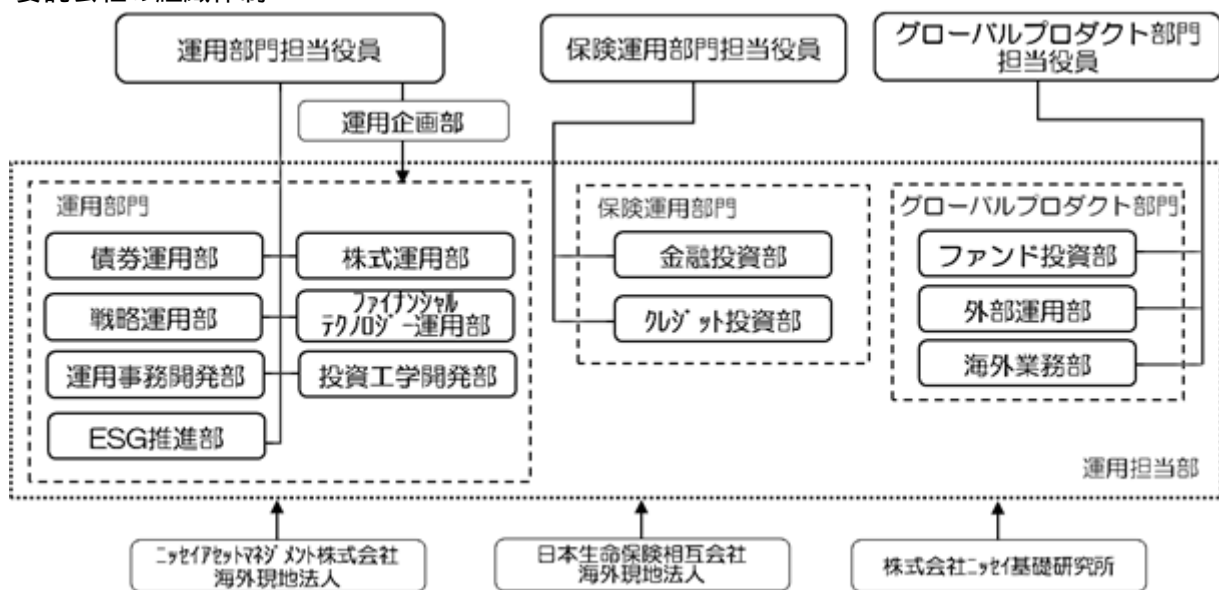 運用部門担当役員
保険運用部門担当役員
グローバルプロダクト部門
担当役員
運用企画部
運用部門
保険運用部門
グローバルプロダクト部門
債券運用部
株式運用部
金融投資部
ファンド投資部
戦略運用部
ファイナンシャル
テクノロジー運用部
クレジット投資部
外部運用部
運用事務開発部
投資工学開発部
海外業務部
ESG推進部
運用担当部
ニッセイアセットマネジメント株式会社
海外現地法人
日本生命保険相互会社
海外現地法人
株式会社ニッセイ基礎研究所